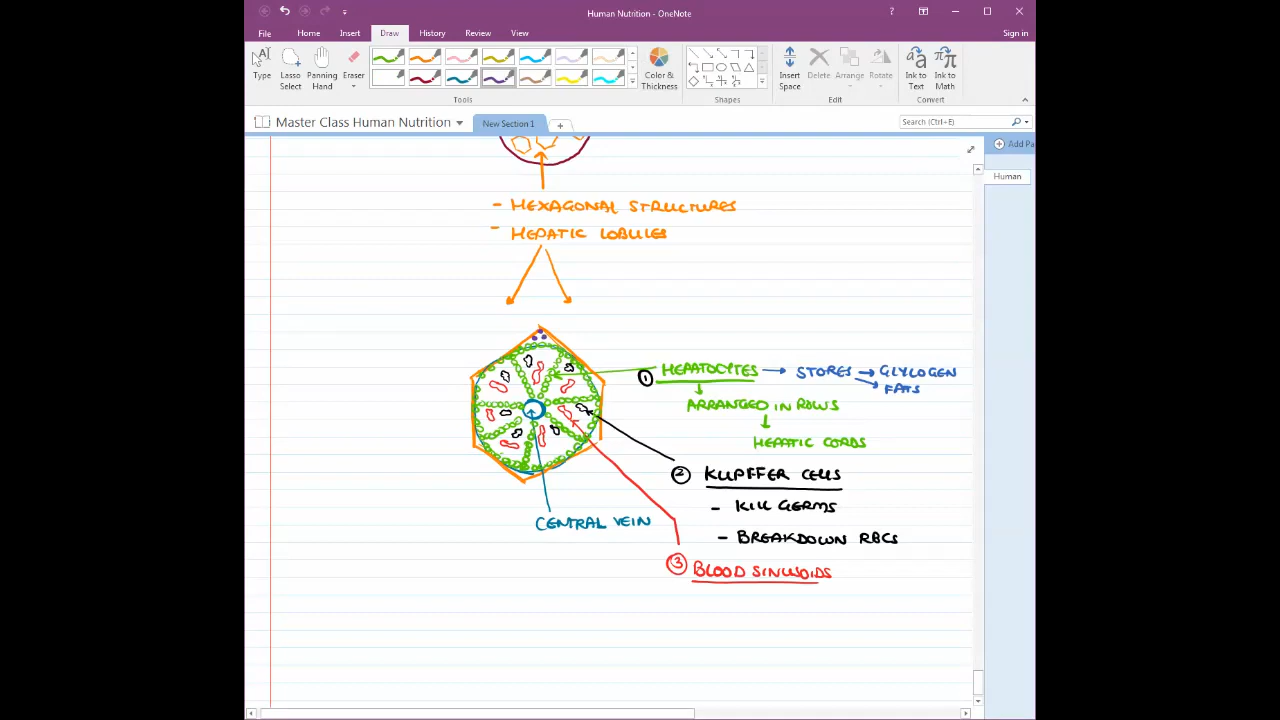 Human Nutrition - OneNote
?
File Home Insert Draw History Review View Sign in
Type
Lasso Select
Panning Hand
Eraser
Color & Thickness
Insert Space
Delete
Arrange
Rotate
Ink to Text
Ink to Math
Tools
Shapes
Edit
Convert
Master Class Human Nutrition
New Section 1
Search (Ctrl+E)
Add Pa
Human
- HEXAGONAL STRUCTURES
- HEPATIC LOBULES
1 HEPATOCYTES → STORES → GLYLOGEN
FATS
ARRANGED IN ROWS
HEPATIC CORDS
2 KUPFFER CELLS
- KILL GERMS
CENTRAL VEIN
- BREAKDOWN RBCS
3 BLOOD SINUSOIDS